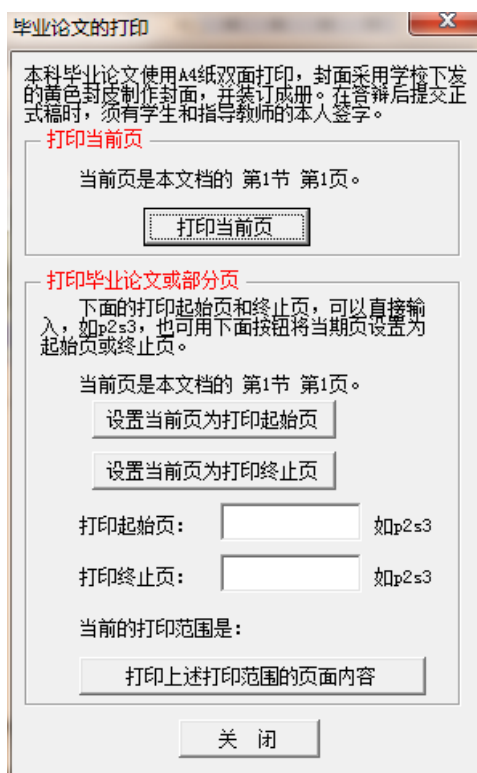 毕业论文的打印
本科毕业论文使用A4纸双面打印，封面采用学校下发
的黄色封皮制作封面，并装订成册。在答辩后提交正
式稿时，须有学生和指导教师的本人签字。
打印当前页
当前页是本文档的 第1节 第1页。
打印当前页
打印毕业论文或部分页
下面的打印起始页和终止页，可以直接输
入，如p2s3，也可用下面按钮将当期页设置为
起始页或终止页。
当前页是本文档的 第1节 第1页。
设置当前页为打印起始页
设置当前页为打印终止页
打印起始页： 如p2s3
打印终止页： 如p2s3
当前的打印范围是：
打印上述打印范围的页面内容
关 闭